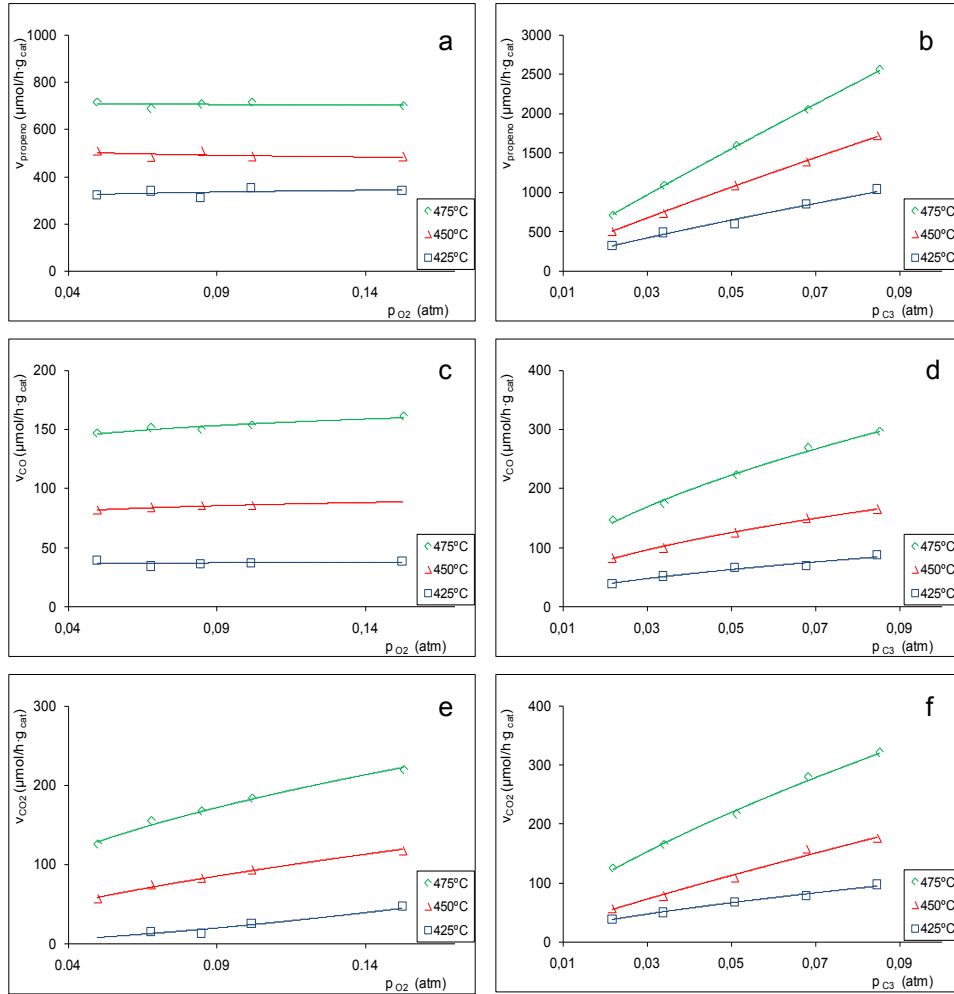 a
v propeno (µmol/h·g cat)
1000
800
600
400
200
0
0,04
0,09
0,14
p O2 (atm)
475ºC
450ºC
425ºC
b
v propeno (µmol/h·g cat)
3000
2500
2000
1500
1000
500
0
0,01
0,03
0,05
0,07
0,09
p C3 (atm)
475ºC
450ºC
425ºC
c
v CO (µmol/h·g cat)
200
150
100
50
0
0,04
0,09
0,14
p O2 (atm)
475ºC
450ºC
425ºC
d
v CO (µmol/h·g cat)
400
300
200
100
0
0,01
0,03
0,05
0,07
0,09
p C3 (atm)
475ºC
450ºC
425ºC
e
v CO2 (µmol/h·g cat)
300
200
100
0
0,04
0,09
0,14
p O2 (atm)
475ºC
450ºC
425ºC
f
v CO2 (µmol/h·g cat)
400
300
200
100
0
0,01
0,03
0,05
0,07
0,09
p C3 (atm)
475ºC
450ºC
425ºC